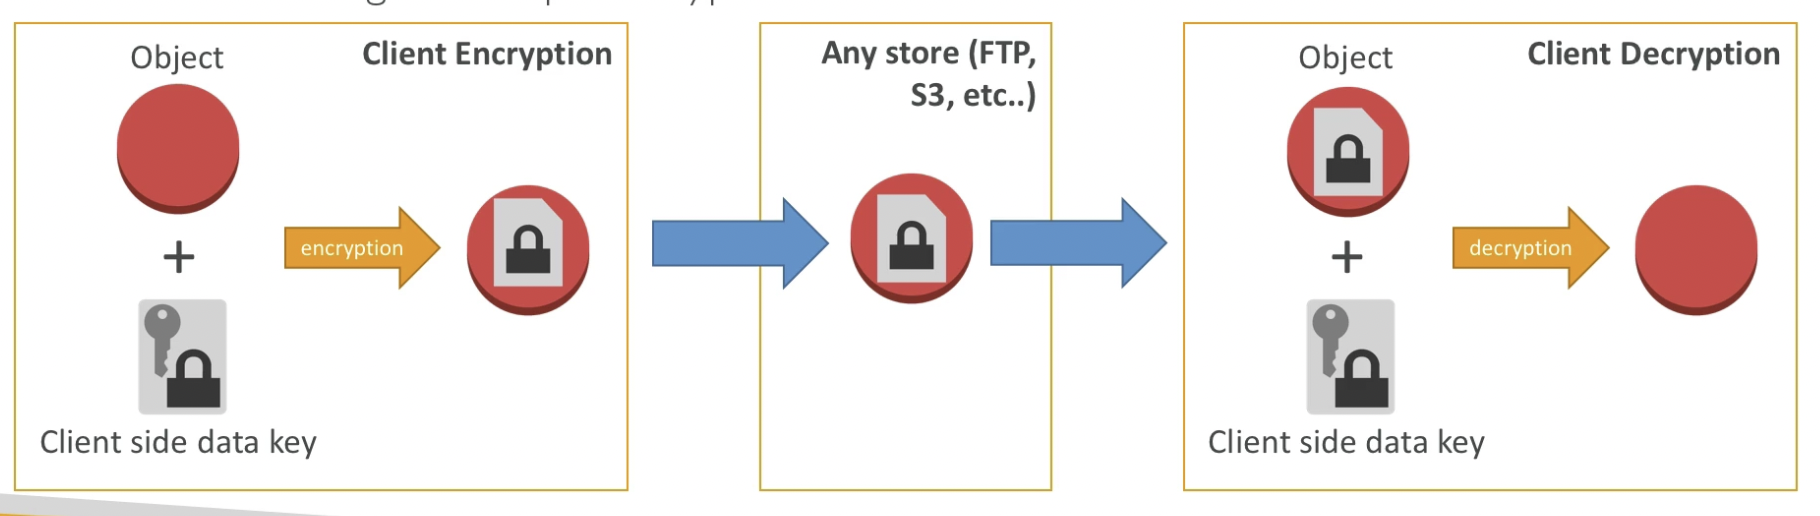 Object
Client Encryption
encryption
Client side data key
Any store (FTP,
S3, etc..)
Object
Client Decryption
decryption
Client side data key